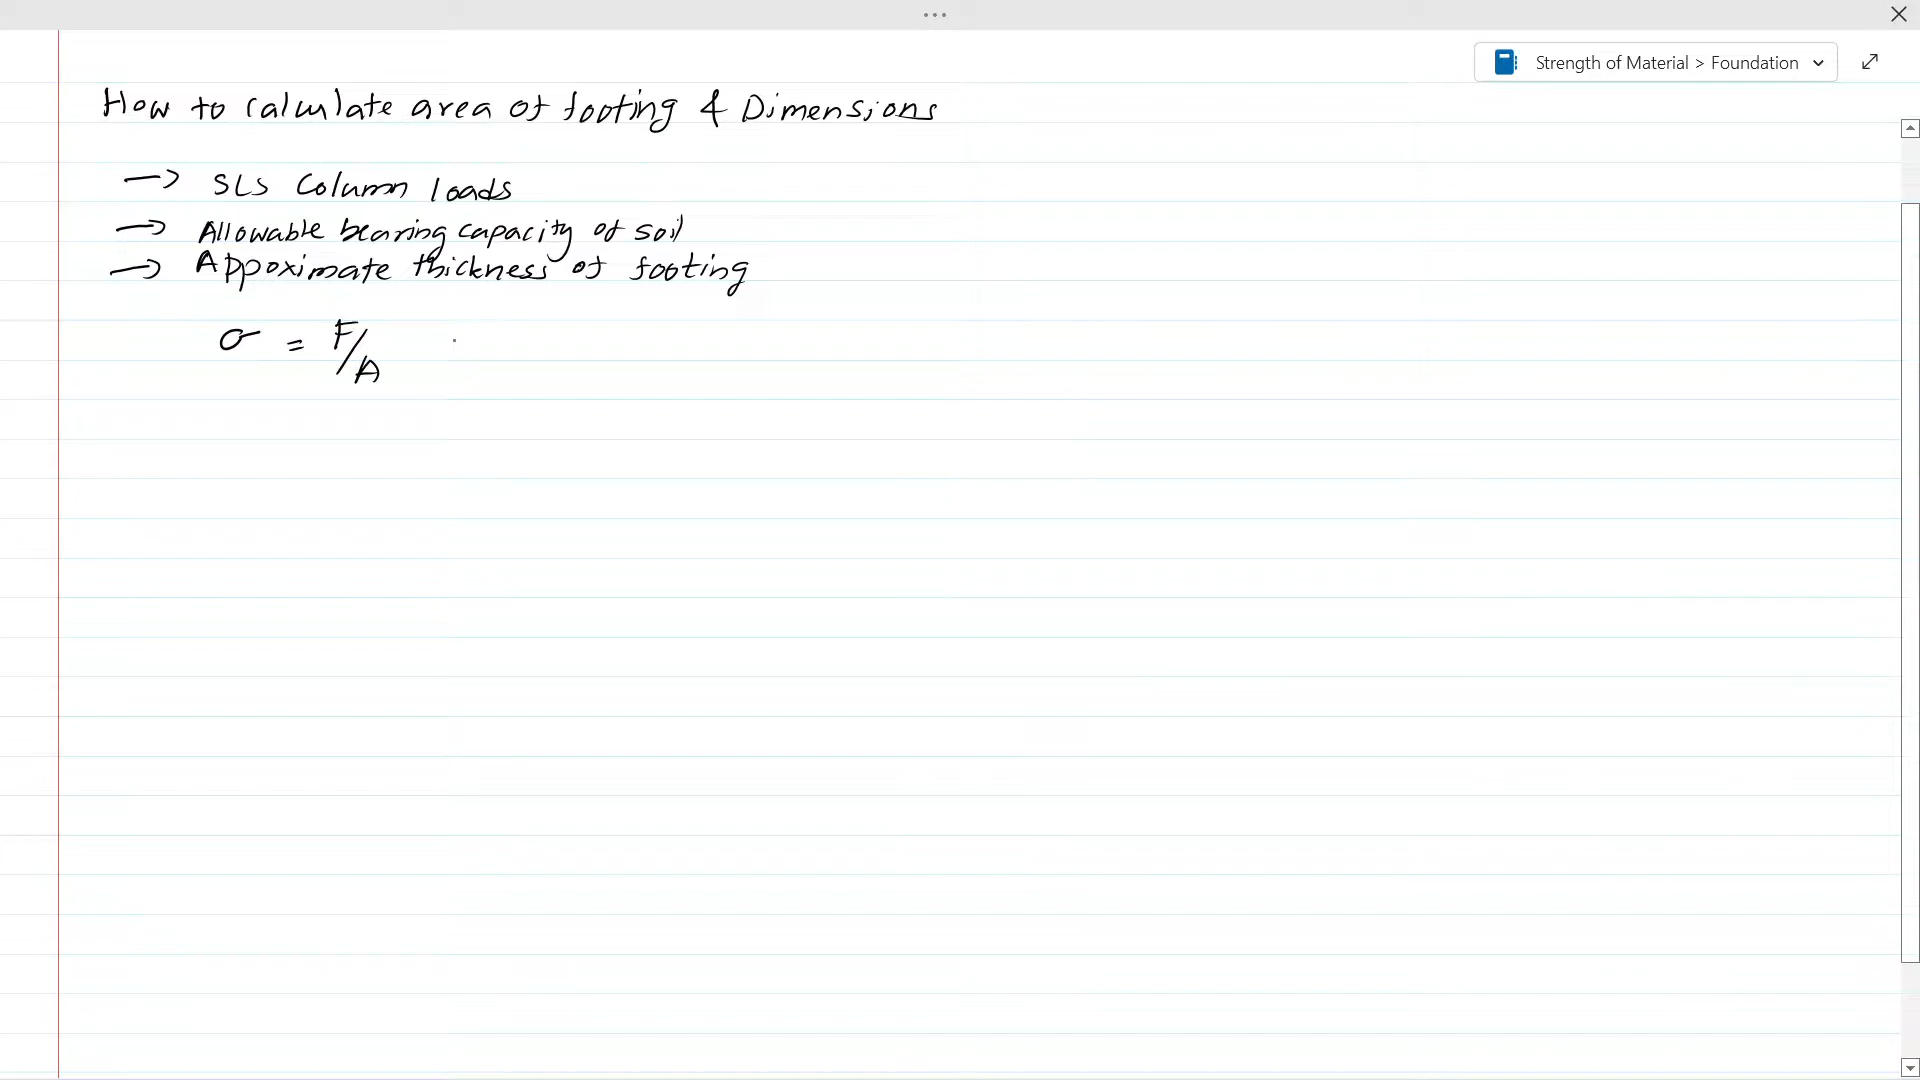 Strength of Material > Foundation
How to calculate area of footing & Dimensions
→ SLS Column loads
→ Allowable bearing capacity of soil
→ Appoximate thickness of footing
σ = F/A